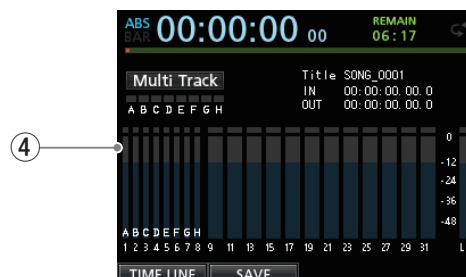 ABS 00:00:00 00 REMAIN
BAR 06:17
Multi Track Title SONG_0001
IN 00:00:00.00.0
A B C D E F G H OUT 00:00:00.00.0
4
0
-12
-24
-36
-48
A B C D E F G H
1 2 3 4 5 6 7 8 9 11 13 15 17 19 21 23 25 27 29 31 L
TIME LINE SAVE